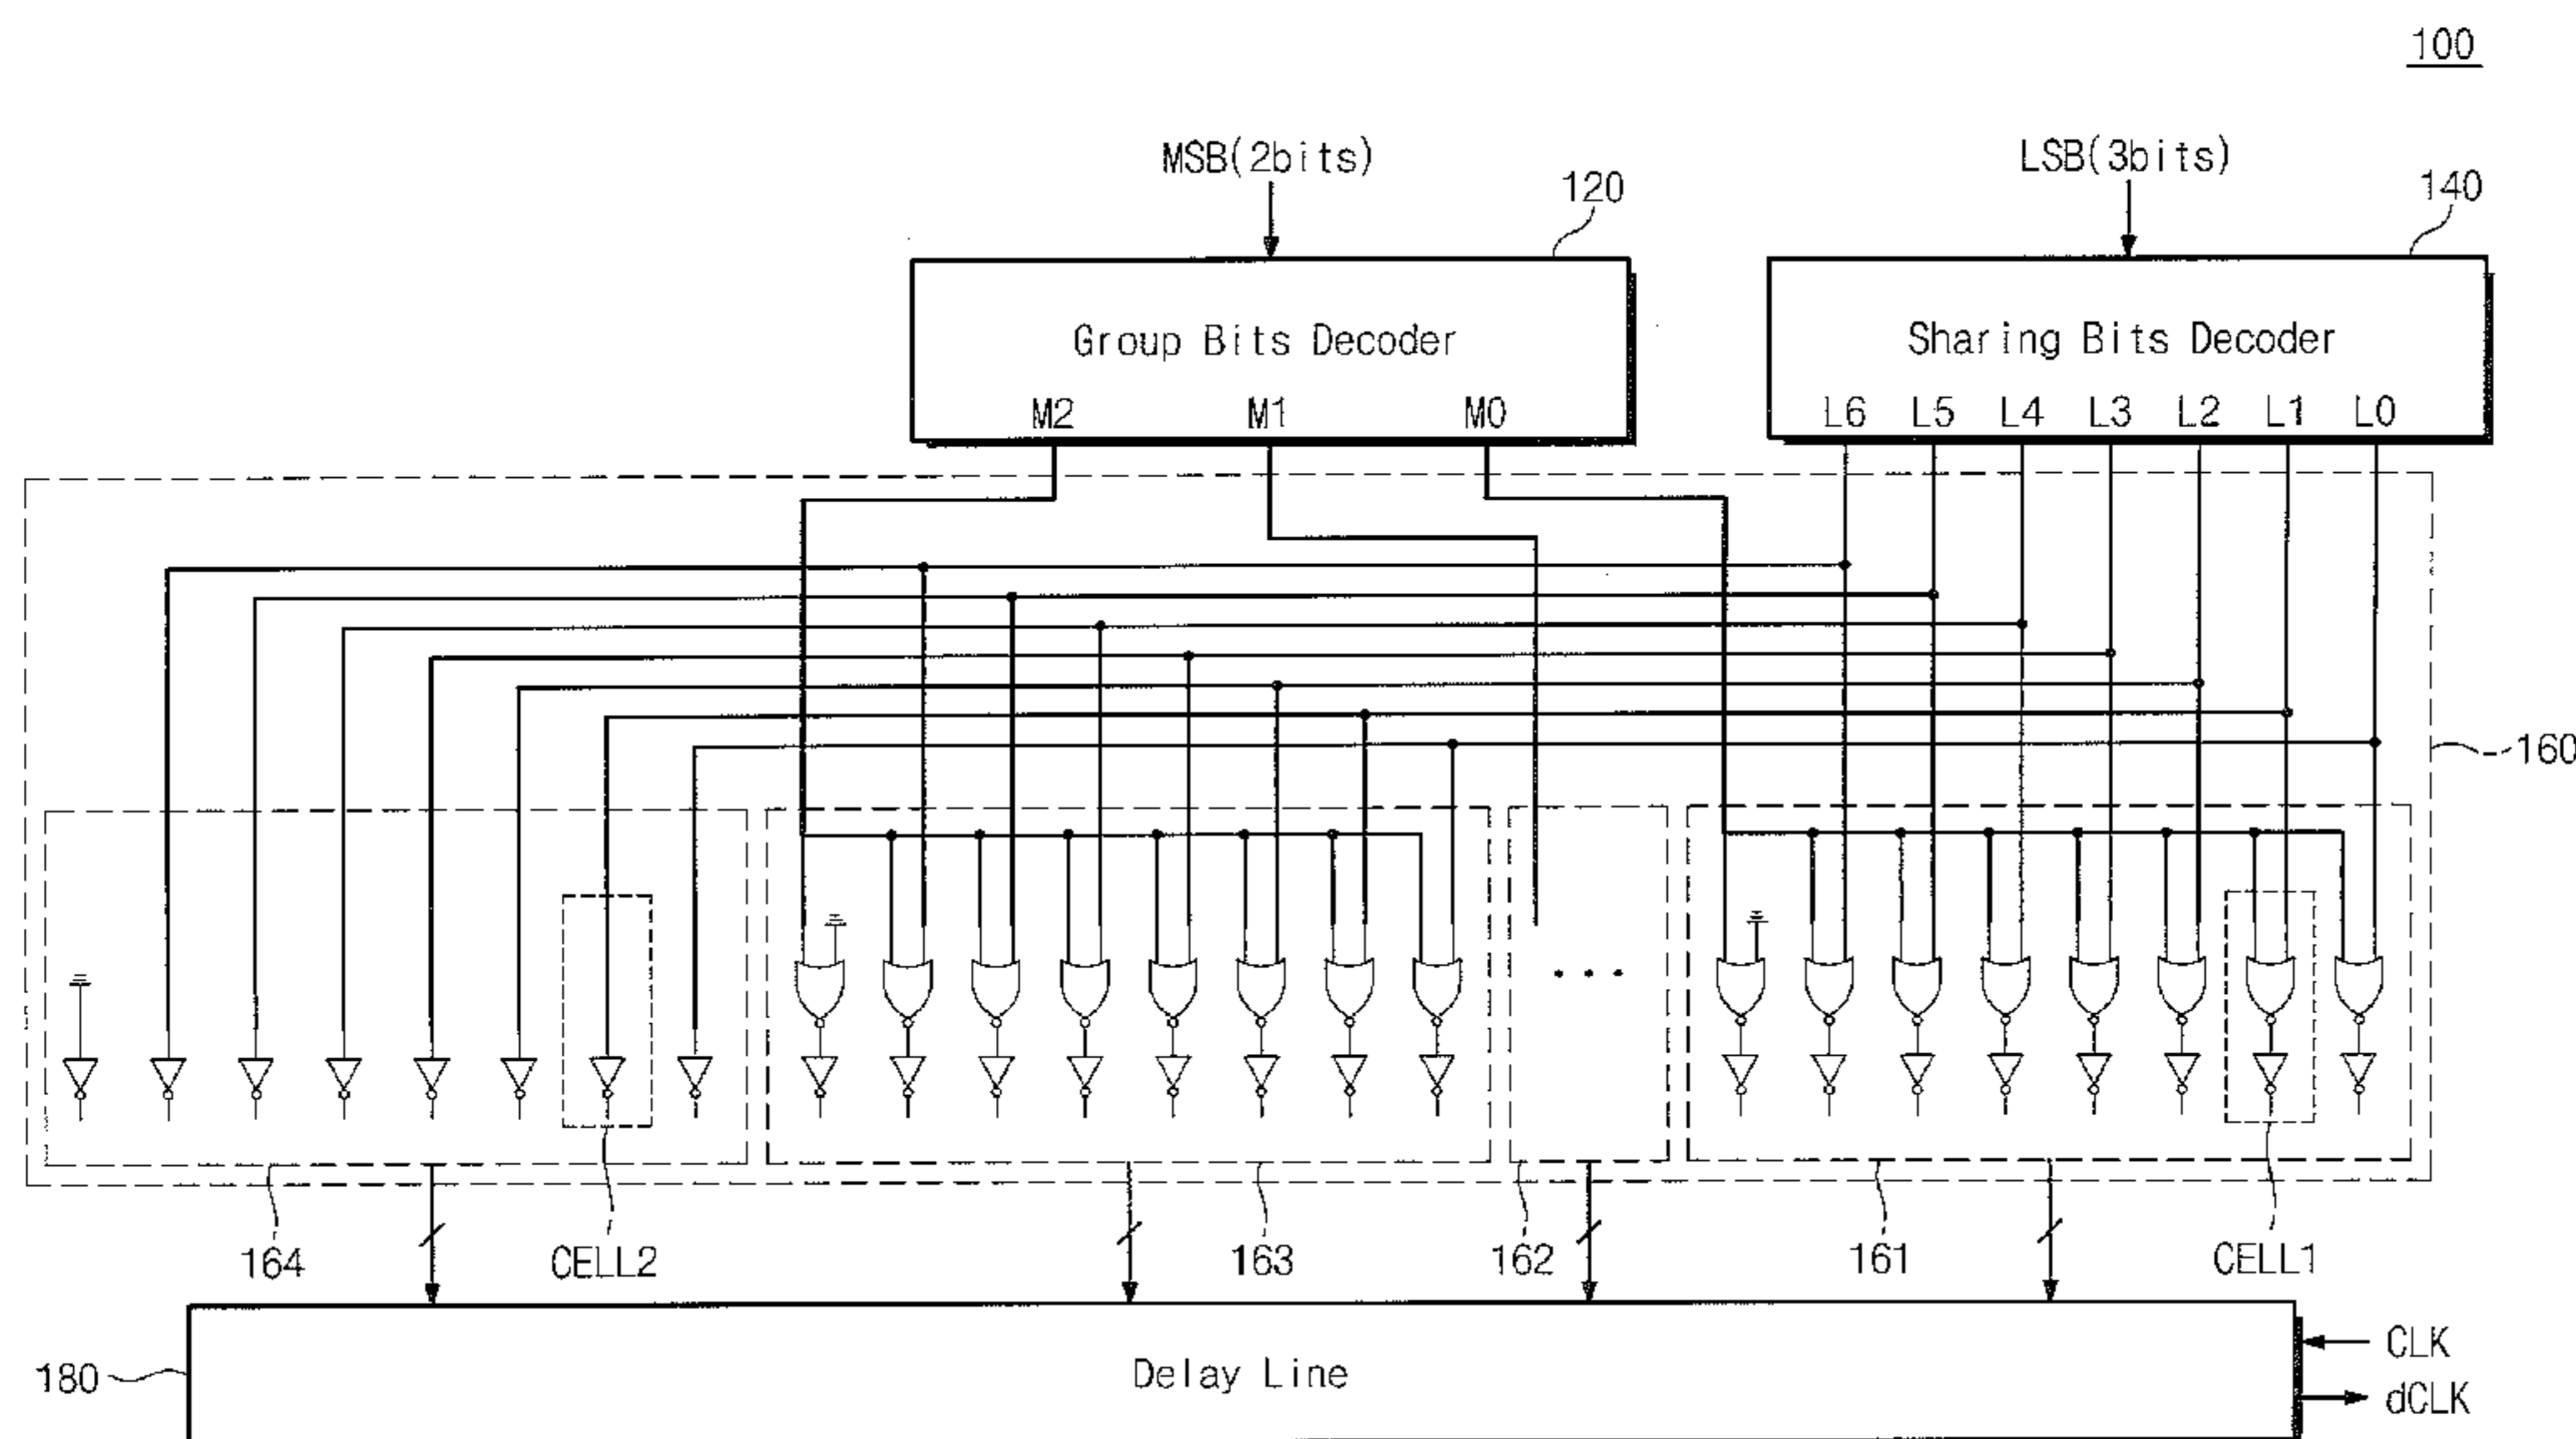 100
MSB(2bits) LSB(3bits)
120 140
Group Bits Decoder Sharing Bits Decoder
M2 M1 M0 L6 L5 L4 L3 L2 L1 L0
160
. . .
164 CELL2 163 162 161 CELL1
CLK
180 Delay Line
dCLK